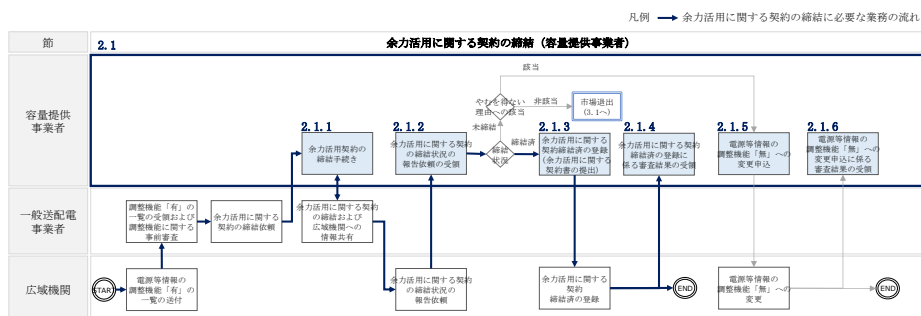 凡例 余力活用に関する契約の締結に必要な業務の流れ
節 2.1 余力活用に関する契約の締結（容量提供事業者）
容量提供
事業者
該当
やむを得ない
理由への該当
非該当
市場退出
(3.1へ)
未締結
2.1.1
余力活用契約の
締結手続き
2.1.2
余力活用に関する契約
の締結状況の
報告依頼の受領
締結
状況
締結済
2.1.3
余力活用に関する
契約締結済の登録
(余力活用に関する
契約書の提出)
2.1.4
余力活用に関する契約
締結済の登録に
係る審査結果の受領
2.1.5
電源等情報の
調整機能「無」への
変更申込
2.1.6
電源等情報の
調整機能「無」への
変更申込に係る
審査結果の受領
一般送配電
事業者
調整機能「有」の
一覧の受領および
調整機能に関する
事前審査
余力活用に関する
契約の締結依頼
余力活用に関する契約
の締結および
広域機関への
情報共有
広域機関
START
電源等情報の
調整機能「有」の
一覧の送付
余力活用に関する契約
の締結状況の
報告依頼
余力活用に関する
契約
締結済の登録
END
電源等情報の
調整機能「無」への
変更
END